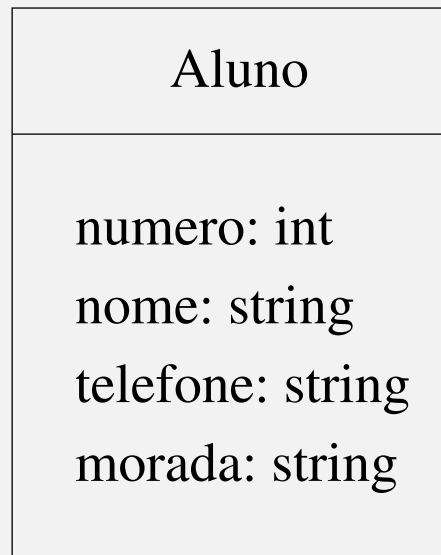 Aluno
numero: int
nome: string
telefone: string
morada: string